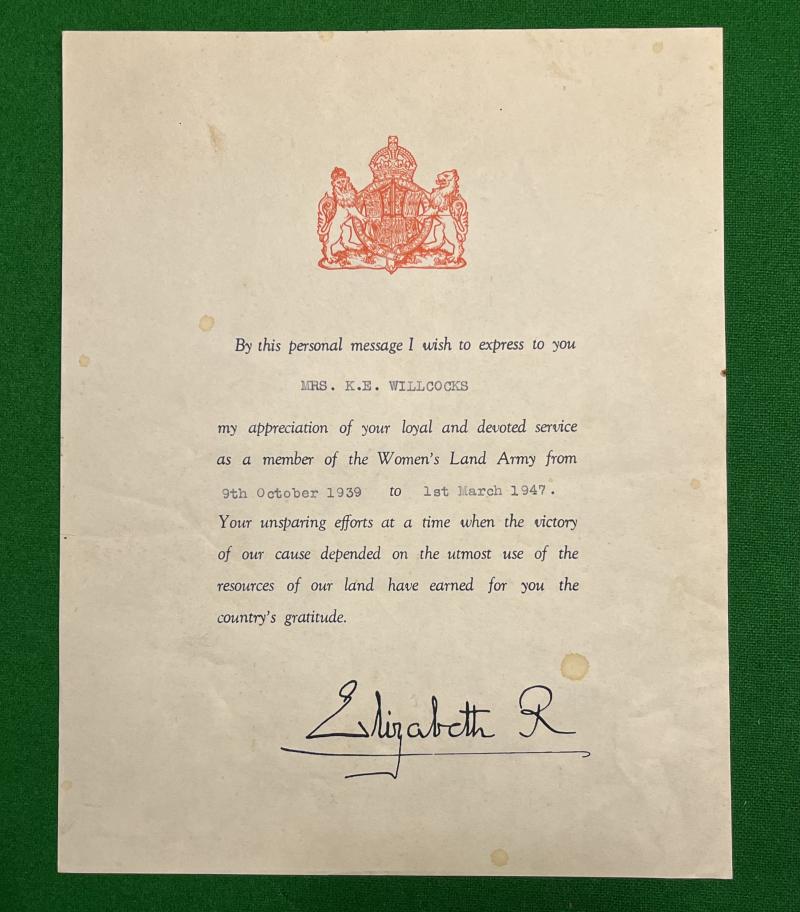 By this personal message I wish to express to you
MRS. K.E. WILLCOCKS
my appreciation of your loyal and devoted service
as a member of the Women's Land Army from
9th October 1939 to 1st March 1947.
Your unsparing efforts at a time when the victory
of our cause depended on the utmost use of the
resources of our land have earned for you the
country's gratitude.
Elizabeth R